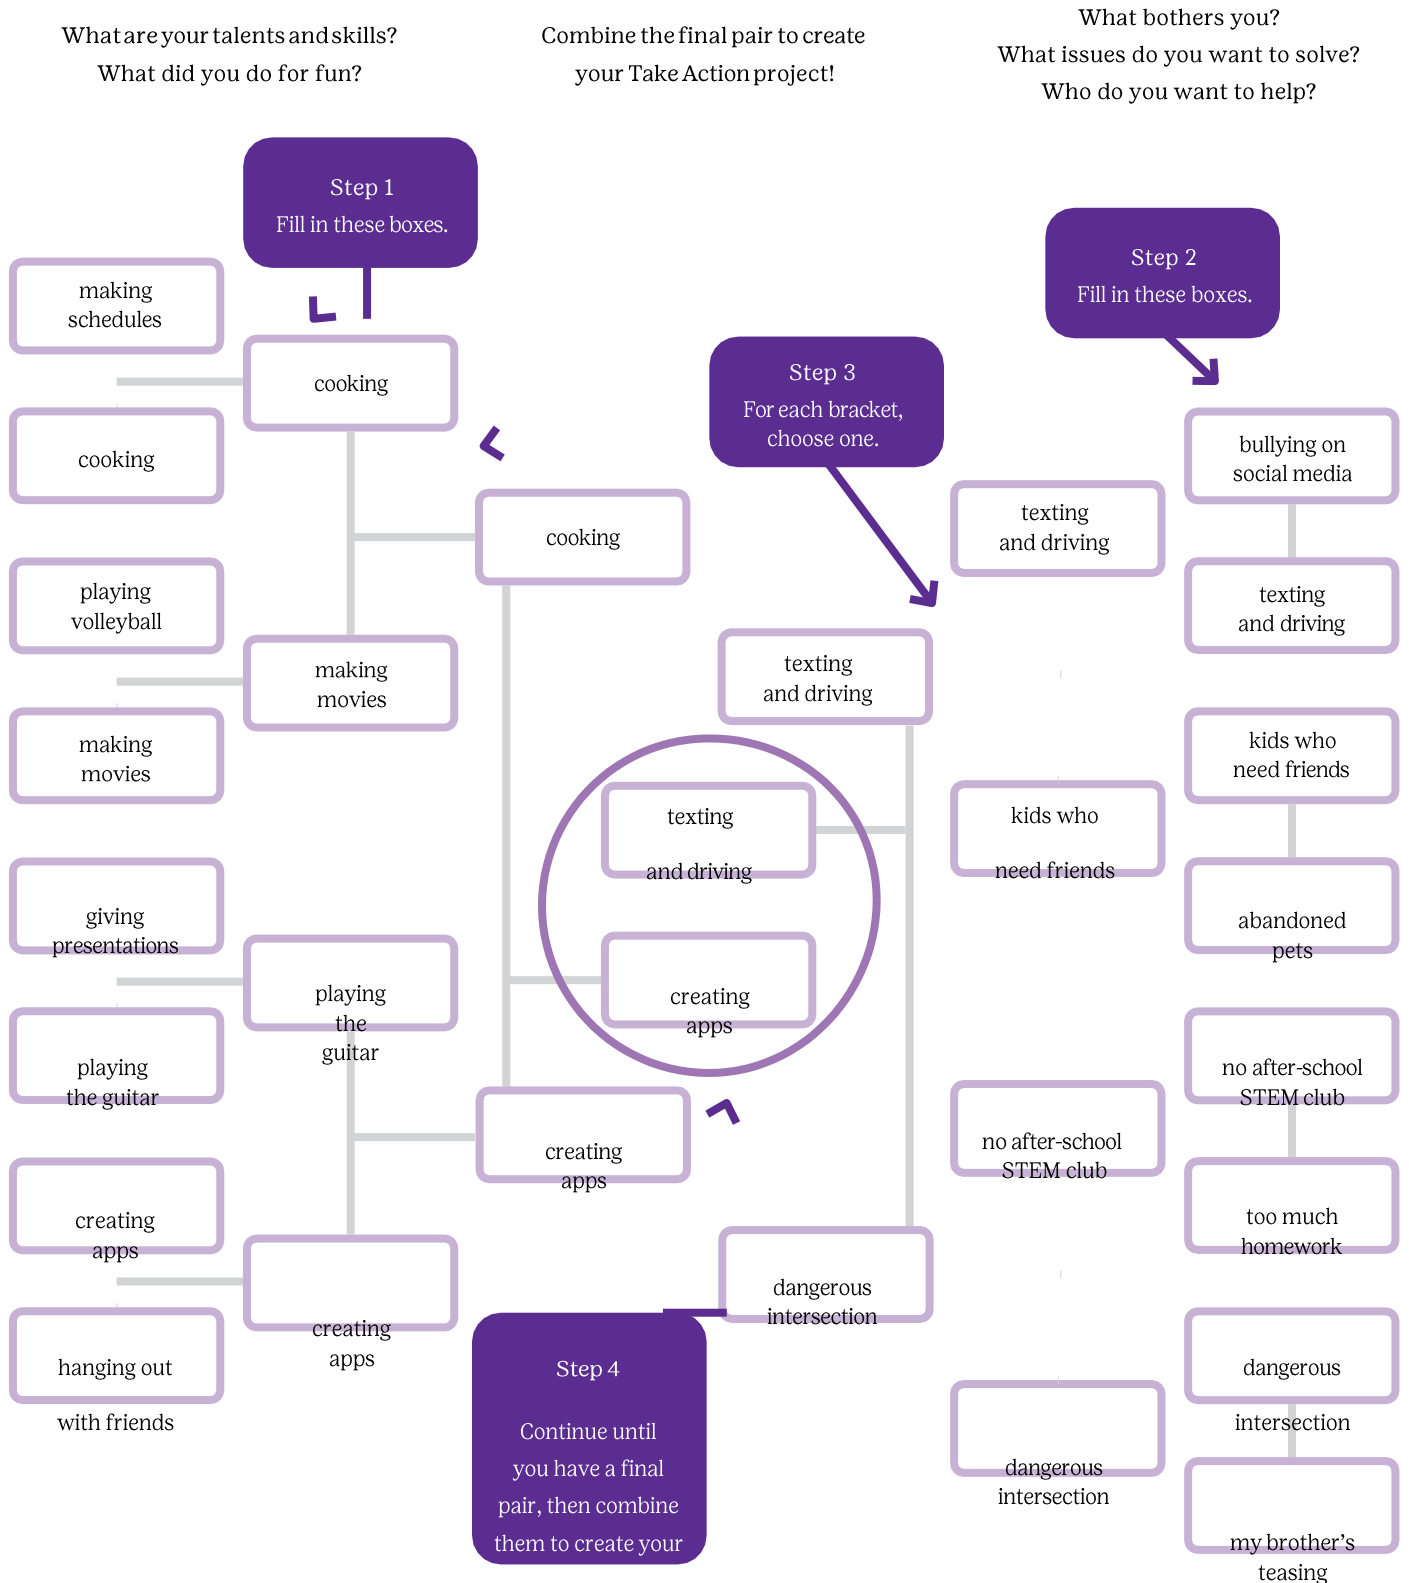 What are your talents and skills?
What did you do for fun?
Combine the final pair to create
your Take Action project!
What bothers you?
What issues do you want to solve?
Who do you want to help?
Step 1
Fill in these boxes.
making
schedules
cooking
playing
volleyball
making
movies
giving
presentations
playing
the guitar
creating
apps
hanging out
with friends
cooking
making
movies
playing
the
guitar
creating
apps
cooking
creating
apps
Step 3
For each bracket,
choose one.
texting
and driving
texting
and driving
creating
apps
dangerous
intersection
Step 4
Continue until
you have a final
pair, then combine
them to create your
Step 2
Fill in these boxes.
texting
and driving
kids who
need friends
no after-school
STEM club
dangerous
intersection
bullying on
social media
texting
and driving
kids who
need friends
abandoned
pets
no after-school
STEM club
too much
homework
dangerous
intersection
my brother’s
teasing